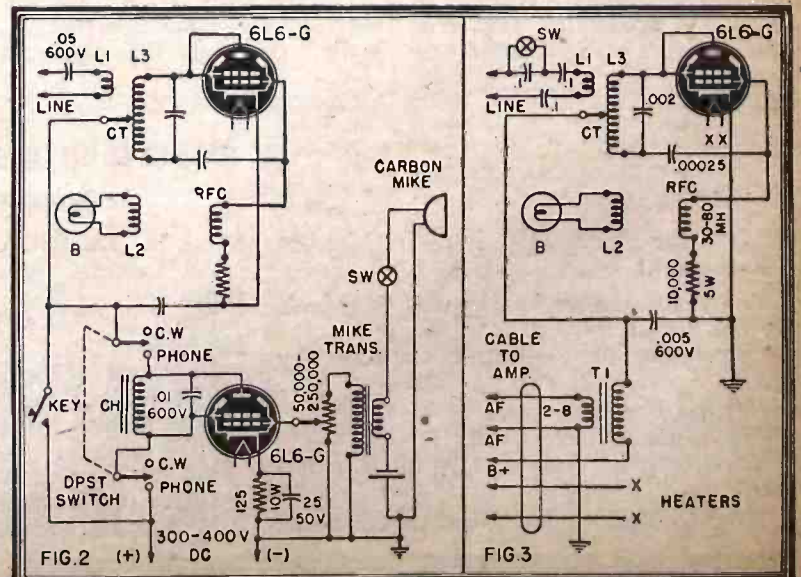 6L6-G
.05
600V
L1
L3
LINE
CT
RFC
B
L2
CARBON
MIKE
SW
MIKE
TRANS.
C.W
PHONE
KEY
CH
.01
600V
50,000-
250,000
6L6-G
C.W
PHONE
DPST
SWITCH
125
10W
25
50V
300-400V
FIG.2
(+)
DC
(-)
SW
L1
L3
6L6-G
.1
.1
LINE
.1
CT
.002
X X
.00025
RFC
30-80
MH
B
L2
10,000
5W
.005
600V
CABLE
TO
AMP.
T1
AF
2-8
AF
B+
X
HEATERS
X
FIG.3